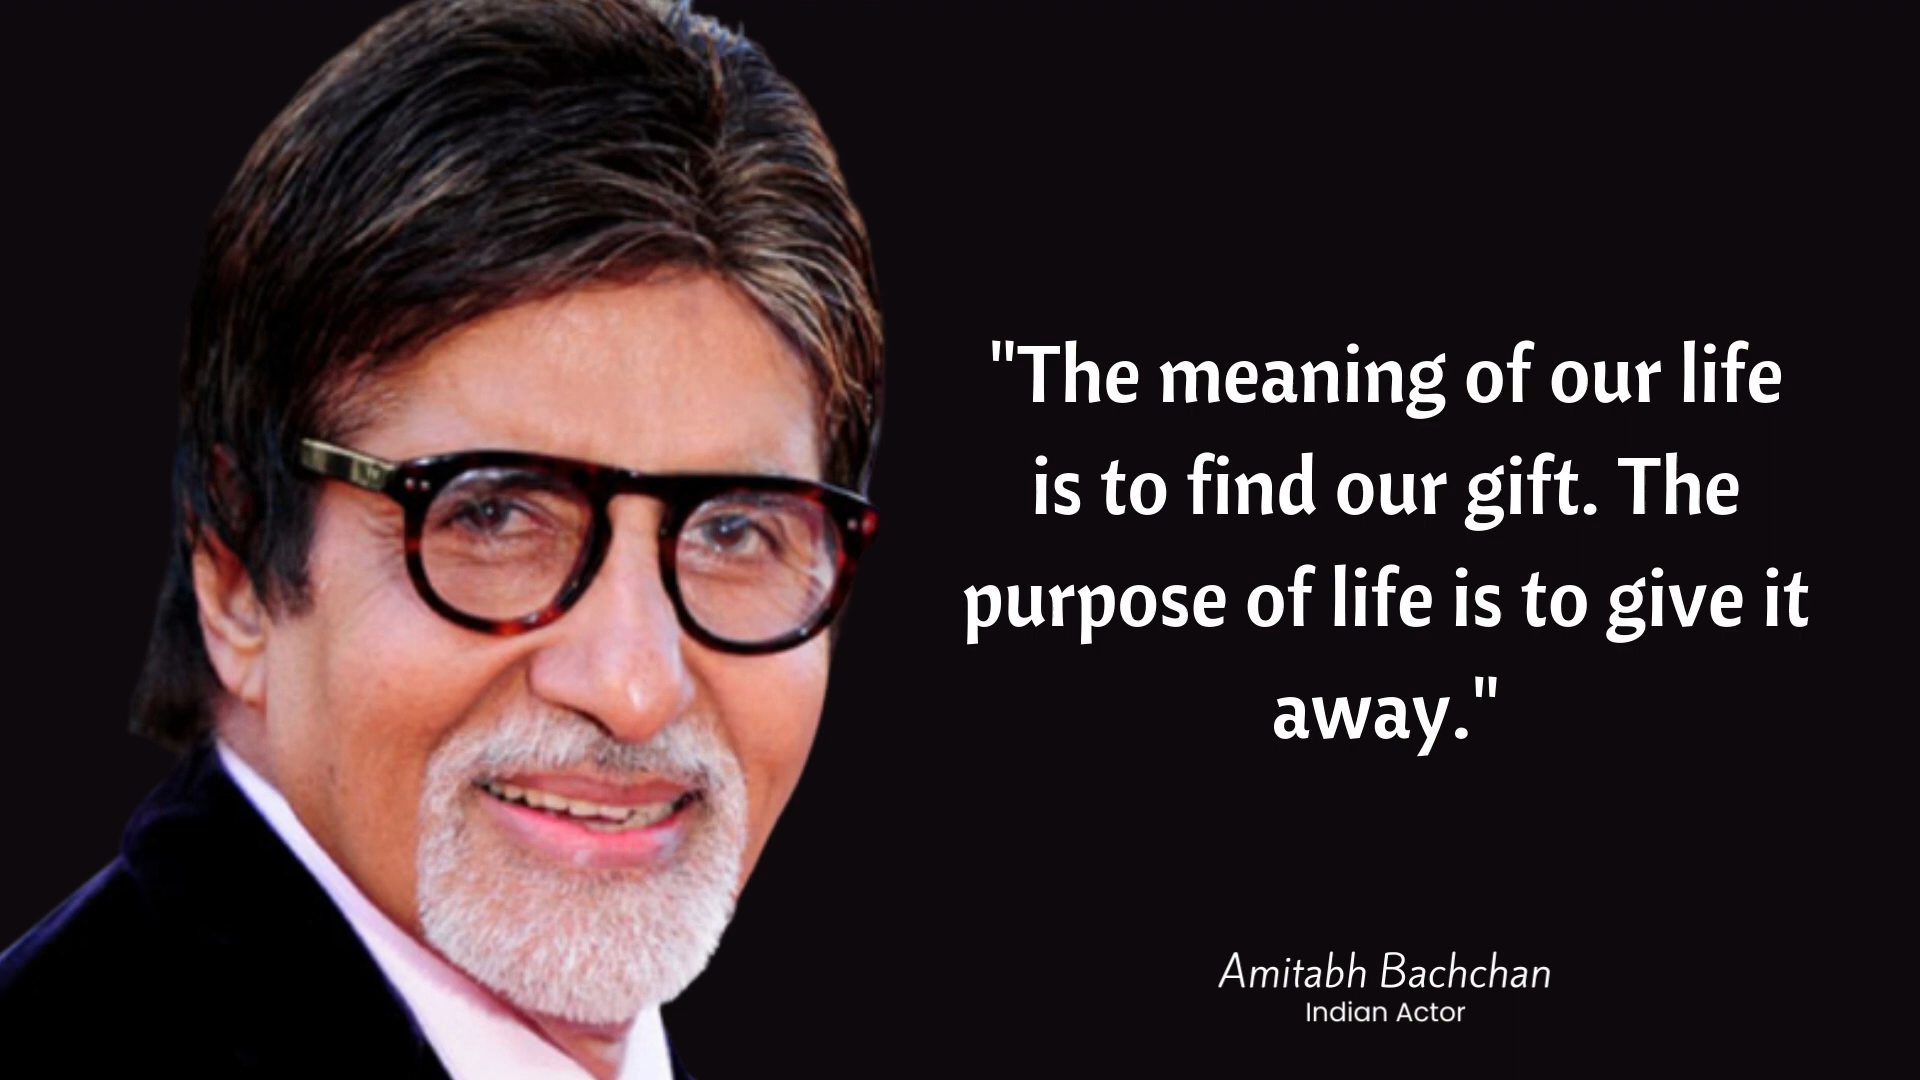 "The meaning of our life
is to find our gift. The
purpose of life is to give it
away."
Amitabh Bachchan
Indian Actor